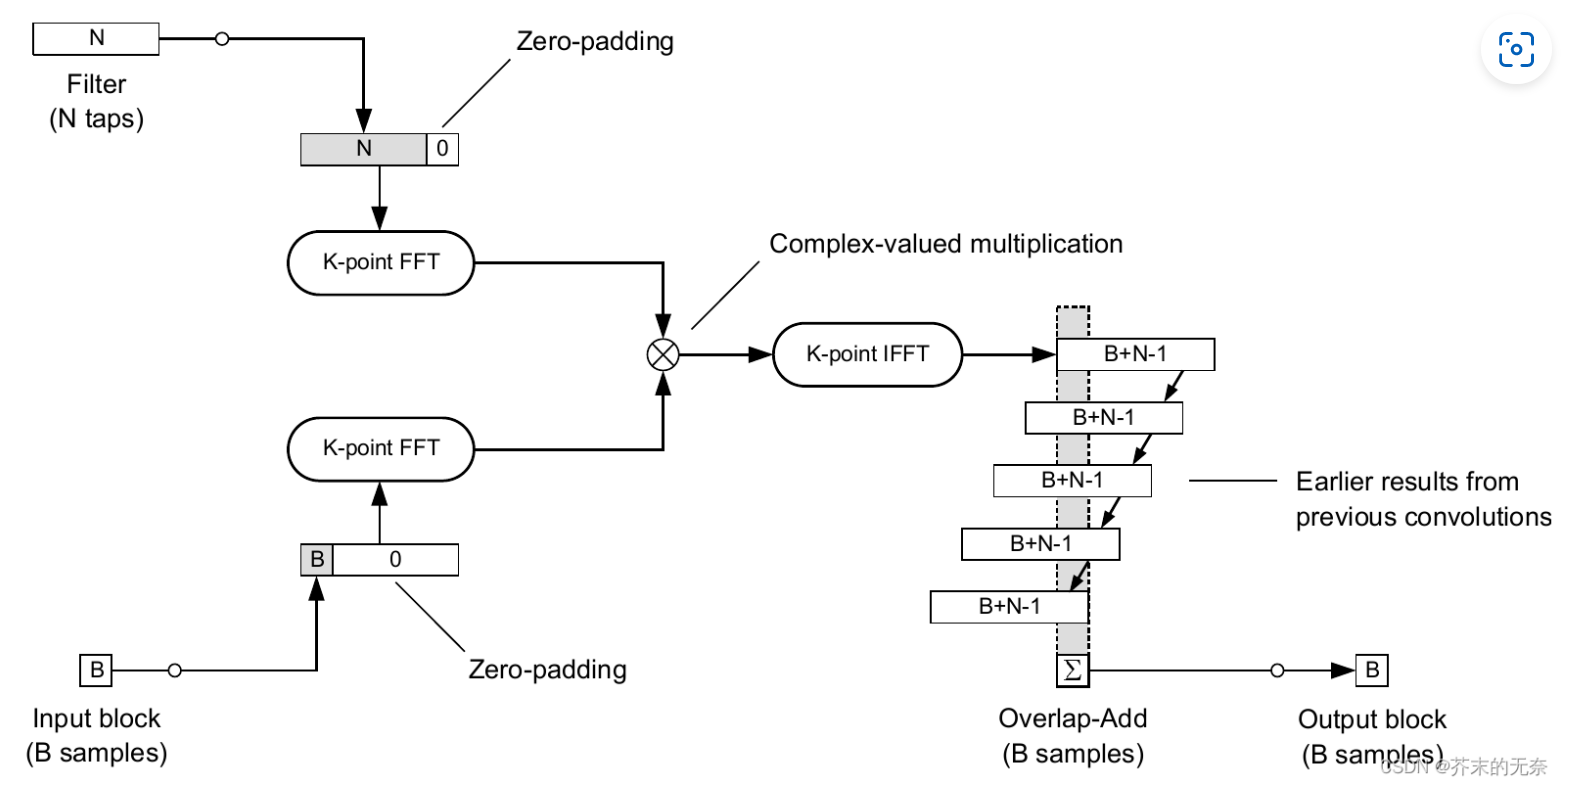 N
Filter
(N taps)
Zero-padding
N
0
K-point FFT
Complex-valued multiplication
K-point IFFT
B+N-1
B+N-1
B+N-1
B+N-1
B+N-1
Earlier results from
previous convolutions
K-point FFT
B
0
Zero-padding
B
Input block
(B samples)
Σ
Overlap-Add
(B samples)
B
Output block
(B samples)
CSDN @芥末的无奈